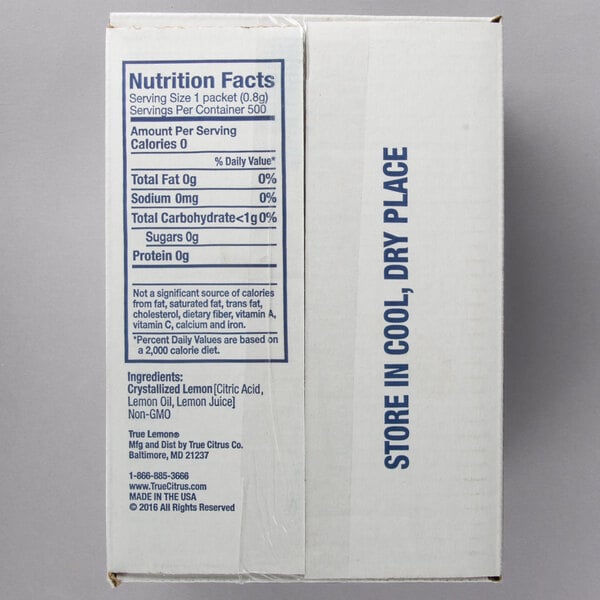 Nutrition Facts
Serving Size 1 packet (0.8g)
Servings Per Container 500
Amount Per Serving
Calories 0
% Daily Value*
Total Fat 0g 0%
Sodium 0mg 0%
Total Carbohydrate<1g 0%
Sugars 0g
Protein 0g
Not a significant source of calories
from fat, saturated fat, trans fat,
cholesterol, dietary fiber, vitamin A,
vitamin C, calcium and iron.
*Percent Daily Values are based on
a 2,000 calorie diet.
Ingredients:
Crystallized Lemon [Citric Acid,
Lemon Oil, Lemon Juice]
Non-GMO
True Lemon®
Mfg and Dist by True Citrus Co.
Baltimore, MD 21237
1-866-885-3666
www.TrueCitrus.com
MADE IN THE USA
© 2016 All Rights Reserved
STORE IN COOL, DRY PLACE